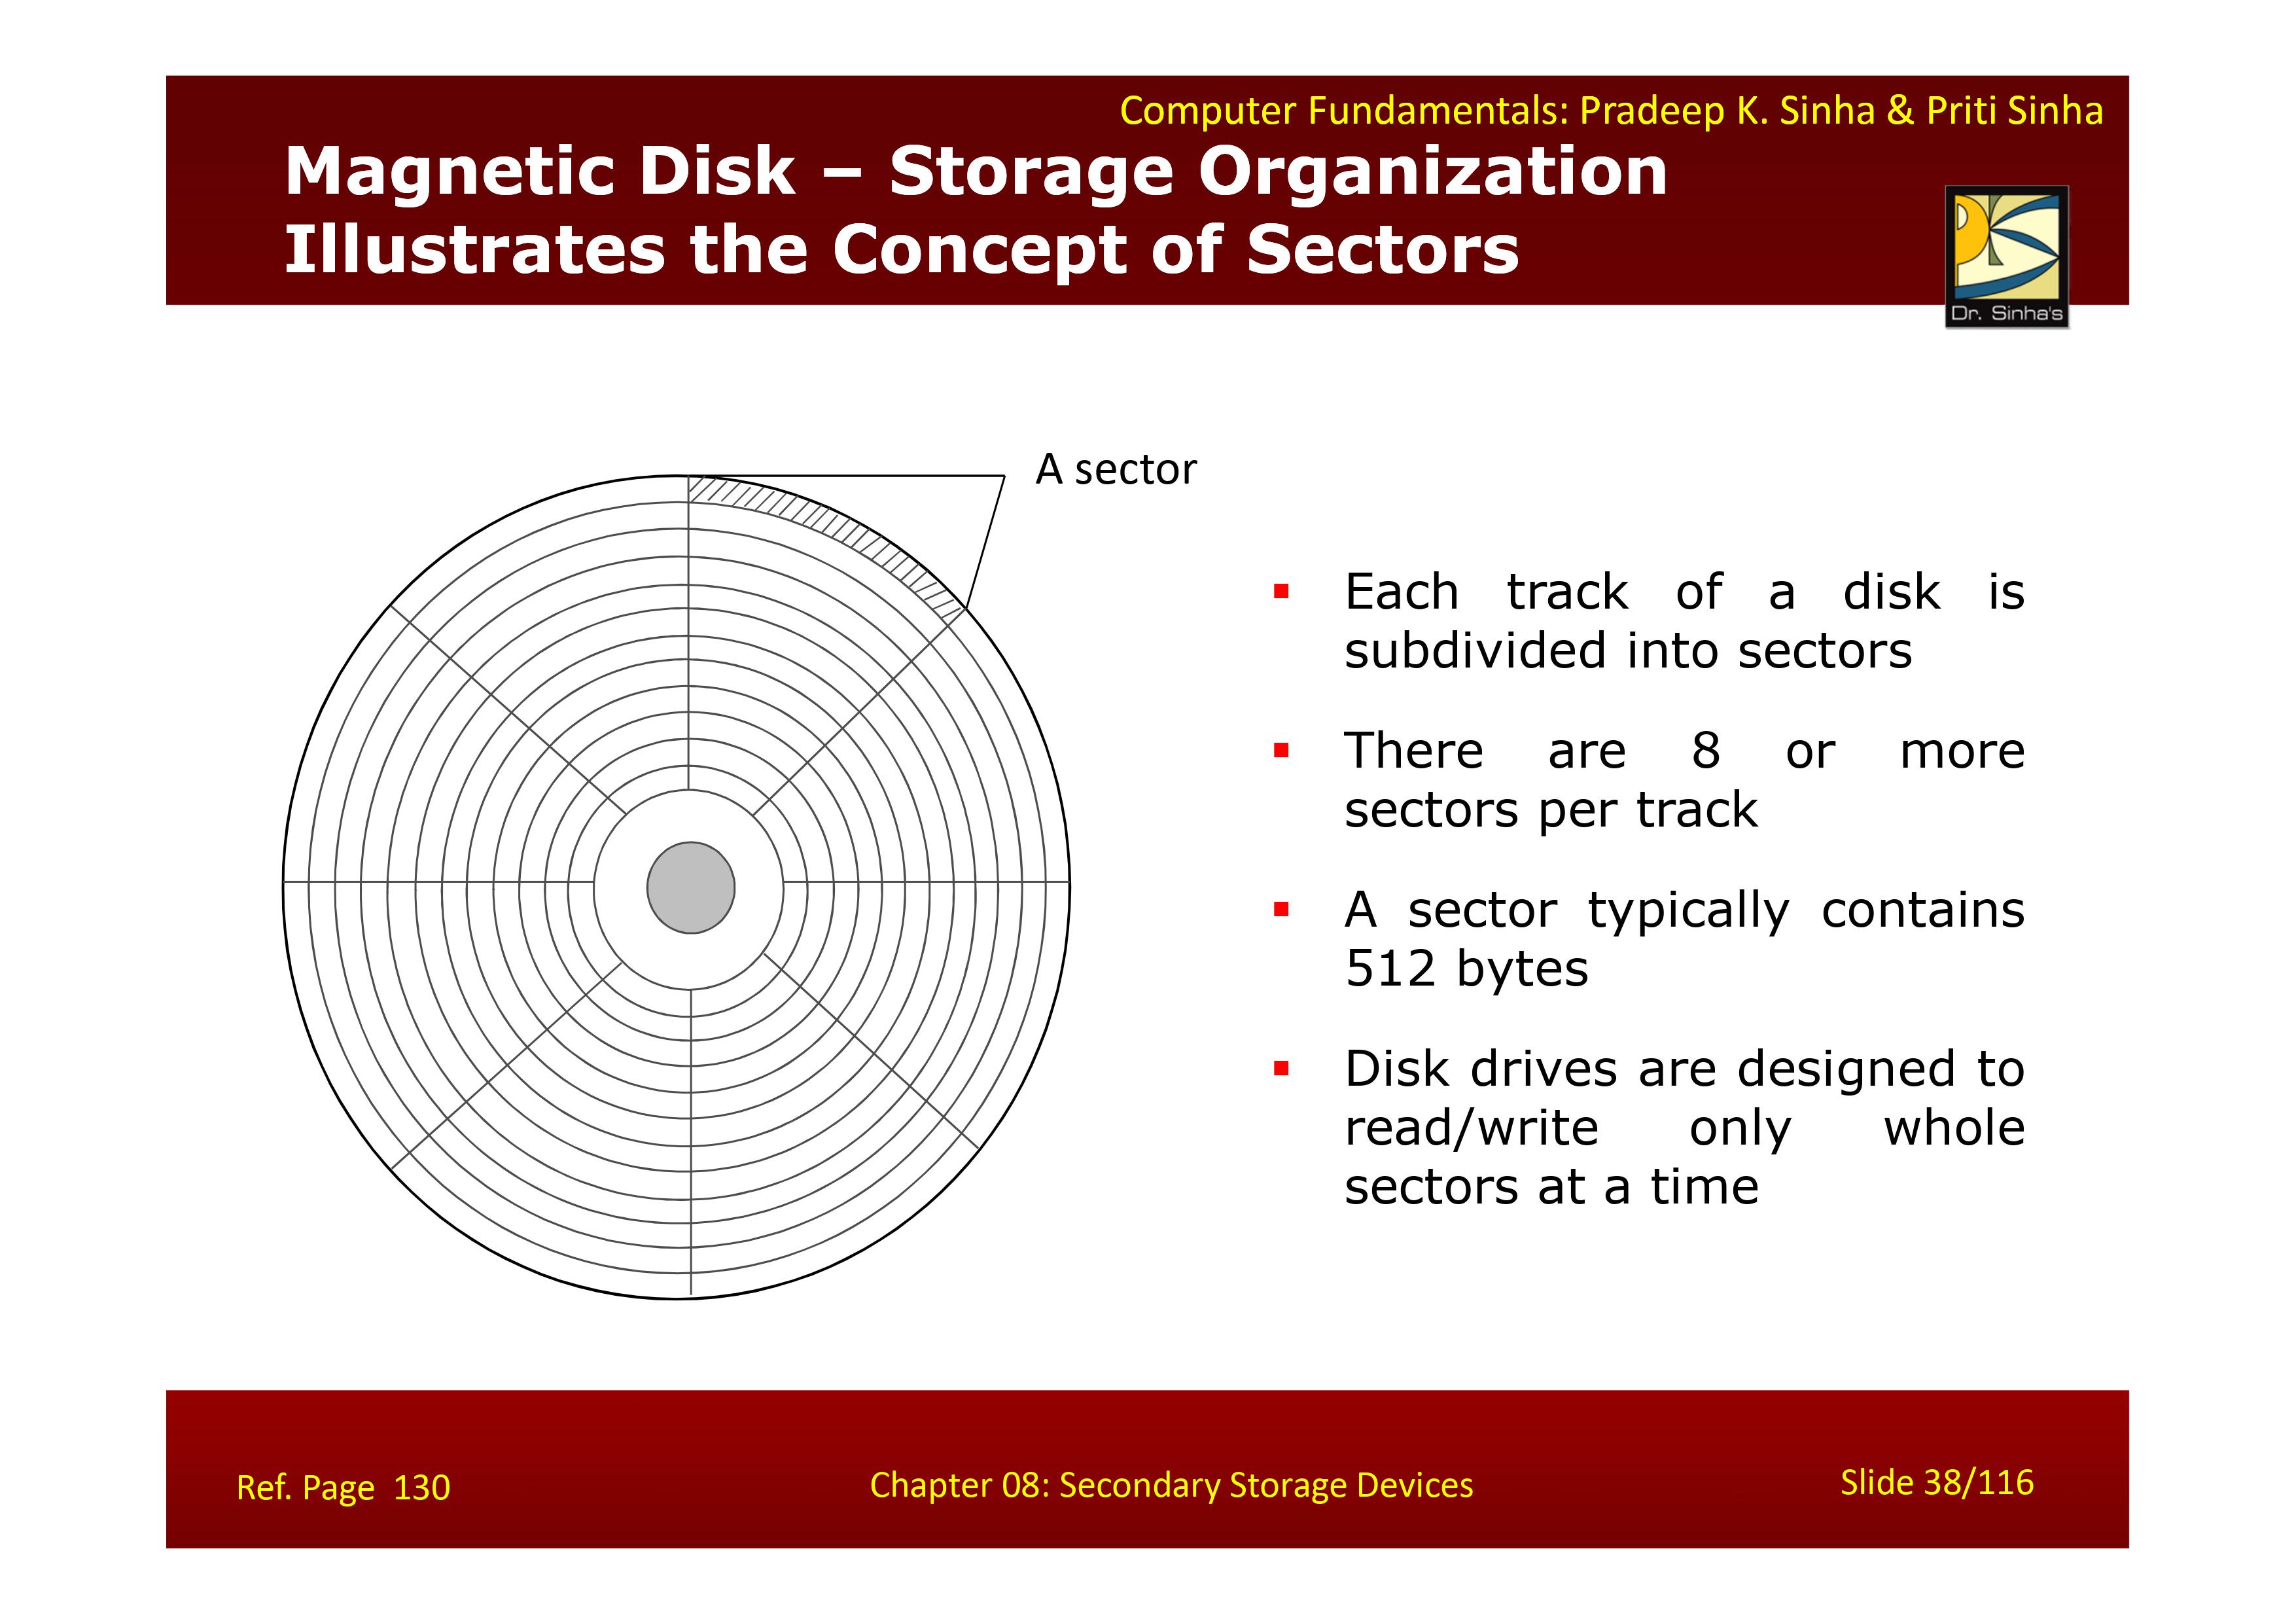 Computer Fundamentals: Pradeep K. Sinha & Priti Sinha
Magnetic Disk – Storage Organization
Illustrates the Concept of Sectors
Dr. Sinha's
A sector
▪ Each track of a disk is
subdivided into sectors
▪ There are 8 or more
sectors per track
▪ A sector typically contains
512 bytes
▪ Disk drives are designed to
read/write only whole
sectors at a time
Ref. Page 130
Chapter 08: Secondary Storage Devices
Slide 38/116